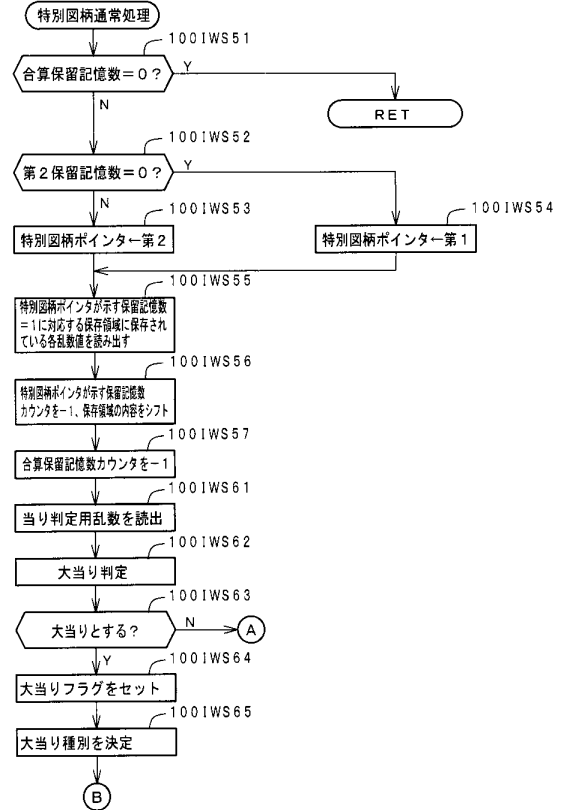 特別図柄通常処理
100IWS51
合算保留記憶数=0?
Y
N
RET
100IWS52
第2保留記憶数=0?
Y
N
100IWS53
特別図柄ポインタ←第2
100IWS54
特別図柄ポインタ←第1
100IWS55
特別図柄ポインタが示す保留記憶数
=1に対応する保存領域に保存され
ている各乱数値を読み出す
100IWS56
特別図柄ポインタが示す保留記憶数
カウンタを-1、保存領域の内容をシフト
100IWS57
合算保留記憶数カウンタを-1
100IWS61
当り判定用乱数を読出
100IWS62
大当り判定
100IWS63
大当りとする?
N
A
Y
100IWS64
大当りフラグをセット
100IWS65
大当り種別を決定
B